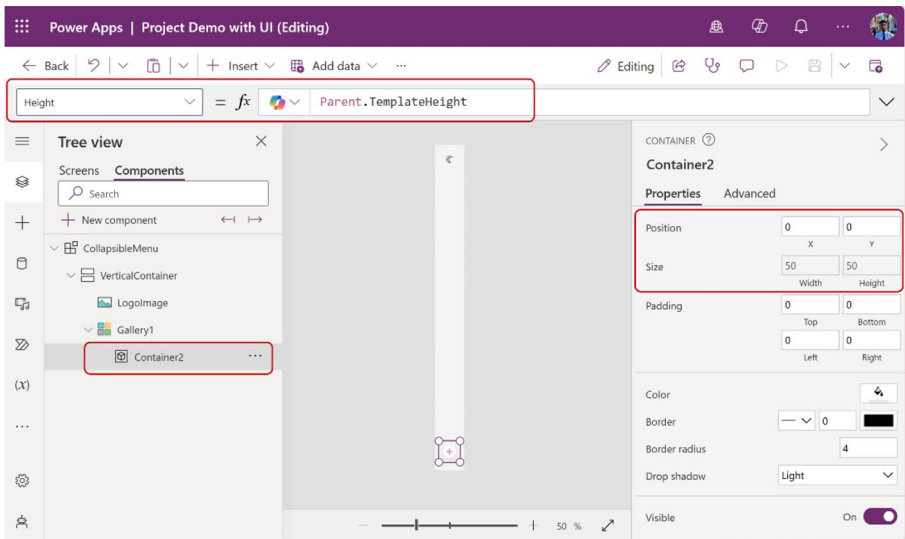 Power Apps | Project Demo with UI (Editing)
Back Insert Add data ... Editing
Height = fx Parent.TemplateHeight
Tree view
Screens Components
Search
New component
CollapsibleMenu
VerticalContainer
LogoImage
Gallery1
Container2 ...
(x)
CONTAINER
Container2
Properties Advanced
Position 0 0
X Y
Size 50 50
Width Height
Padding 0 0
Top Bottom
0 0
Left Right
Color
Border 0
Border radius 4
Drop shadow Light
Visible On
50 %